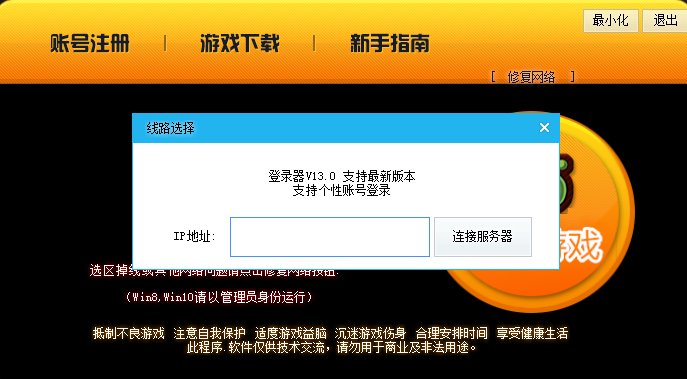 最小化 退出
账号注册 | 游戏下载 | 新手指南
[ 修复网络 ]
线路选择
登录器V13.0 支持最新版本
支持个性账号登录
IP地址:
连接服务器
游戏
选区掉线或其他网络问题请点击修复网络按钮.
(Win8,Win10请以管理员身份运行)
抵制不良游戏 注意自我保护 适度游戏益脑 沉迷游戏伤身 合理安排时间 享受健康生活
此程序.软件仅供技术交流，请勿用于商业及非法用途。